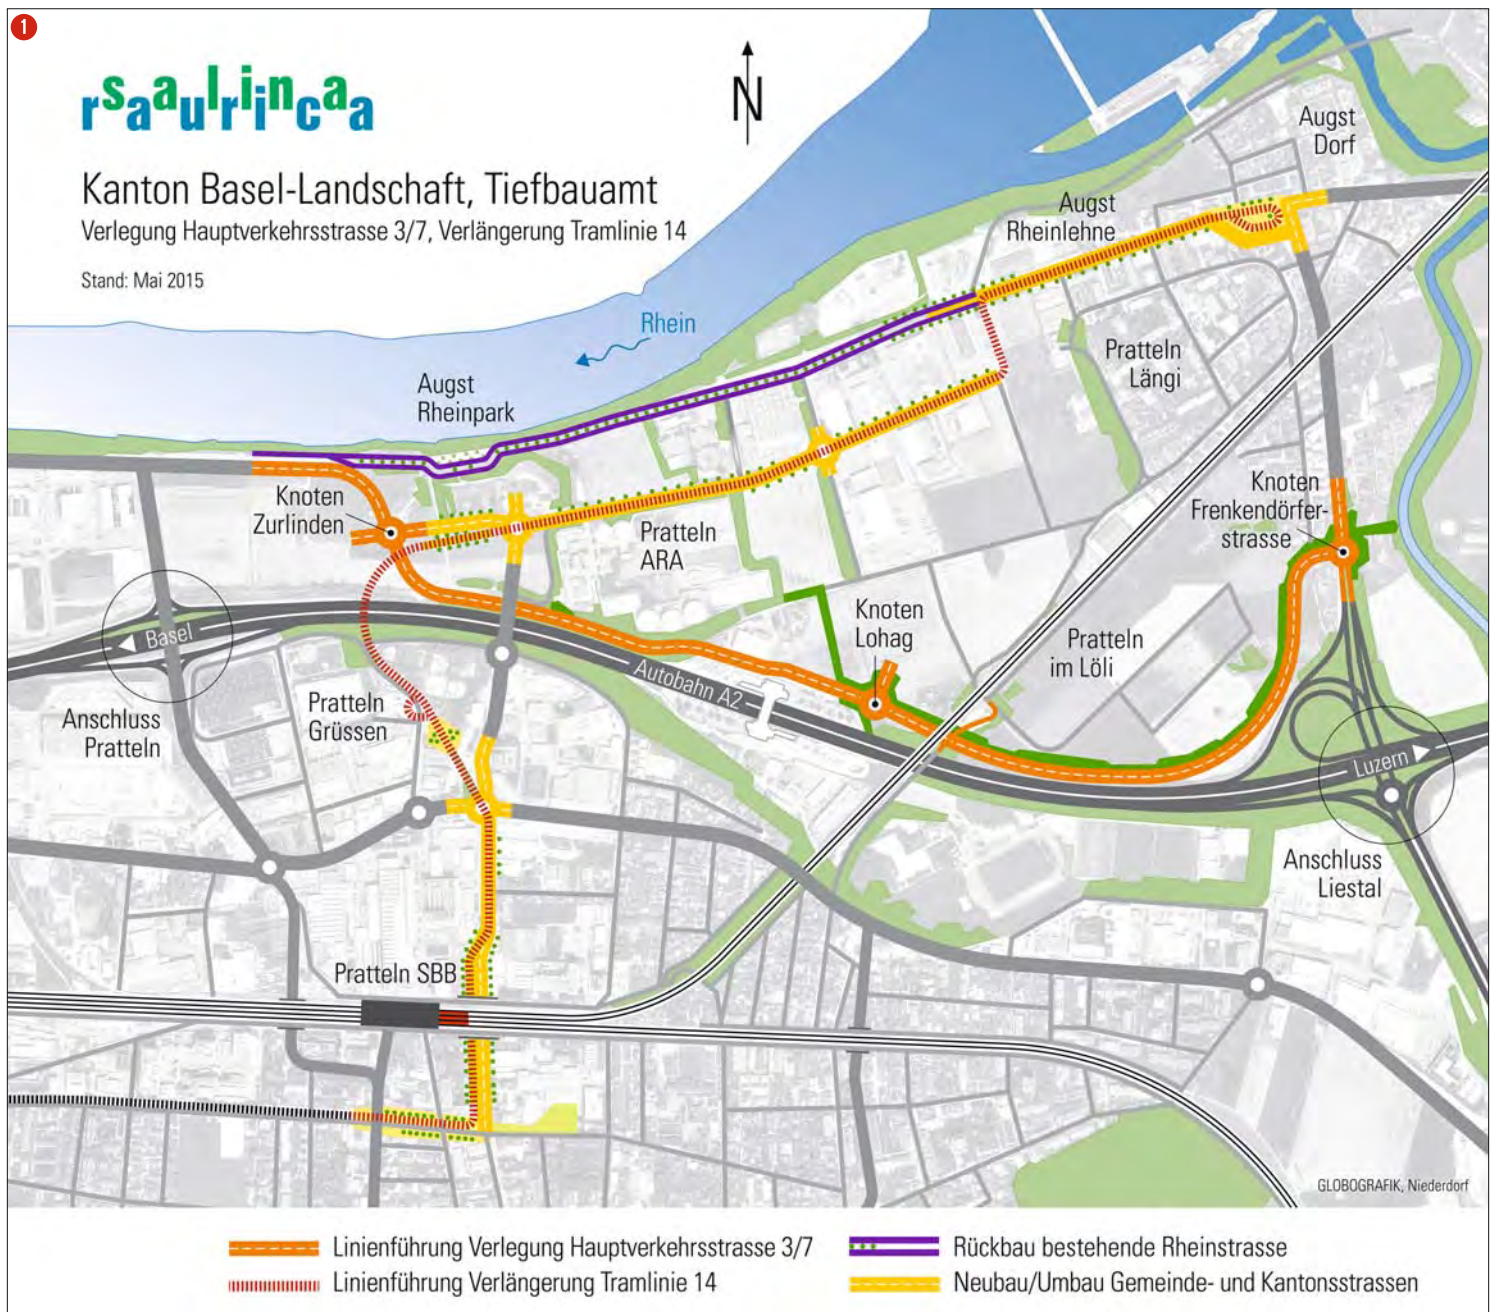 1
rsaaulrincaa
Kanton Basel-Landschaft, Tiefbauamt
Verlegung Hauptverkehrsstrasse 3/7, Verlängerung Tramlinie 14
Stand: Mai 2015
N
Augst
Dorf
Augst
Rheinlehne
Rhein
Pratteln
Längi
Augst
Rheinpark
Knoten
Zurlinden
Knoten
Frenkendörfer-
strasse
Pratteln
ARA
Knoten
Lohag
Pratteln
im Löli
Basel
Autobahn A2
Pratteln
Grüssen
Anschluss
Pratteln
Luzern
Anschluss
Liestal
Pratteln SBB
GLOBOGRAFIK, Niederdorf
Linienführung Verlegung Hauptverkehrsstrasse 3/7
Rückbau bestehende Rheinstrasse
Linienführung Verlängerung Tramlinie 14
Neubau/Umbau Gemeinde- und Kantonsstrassen